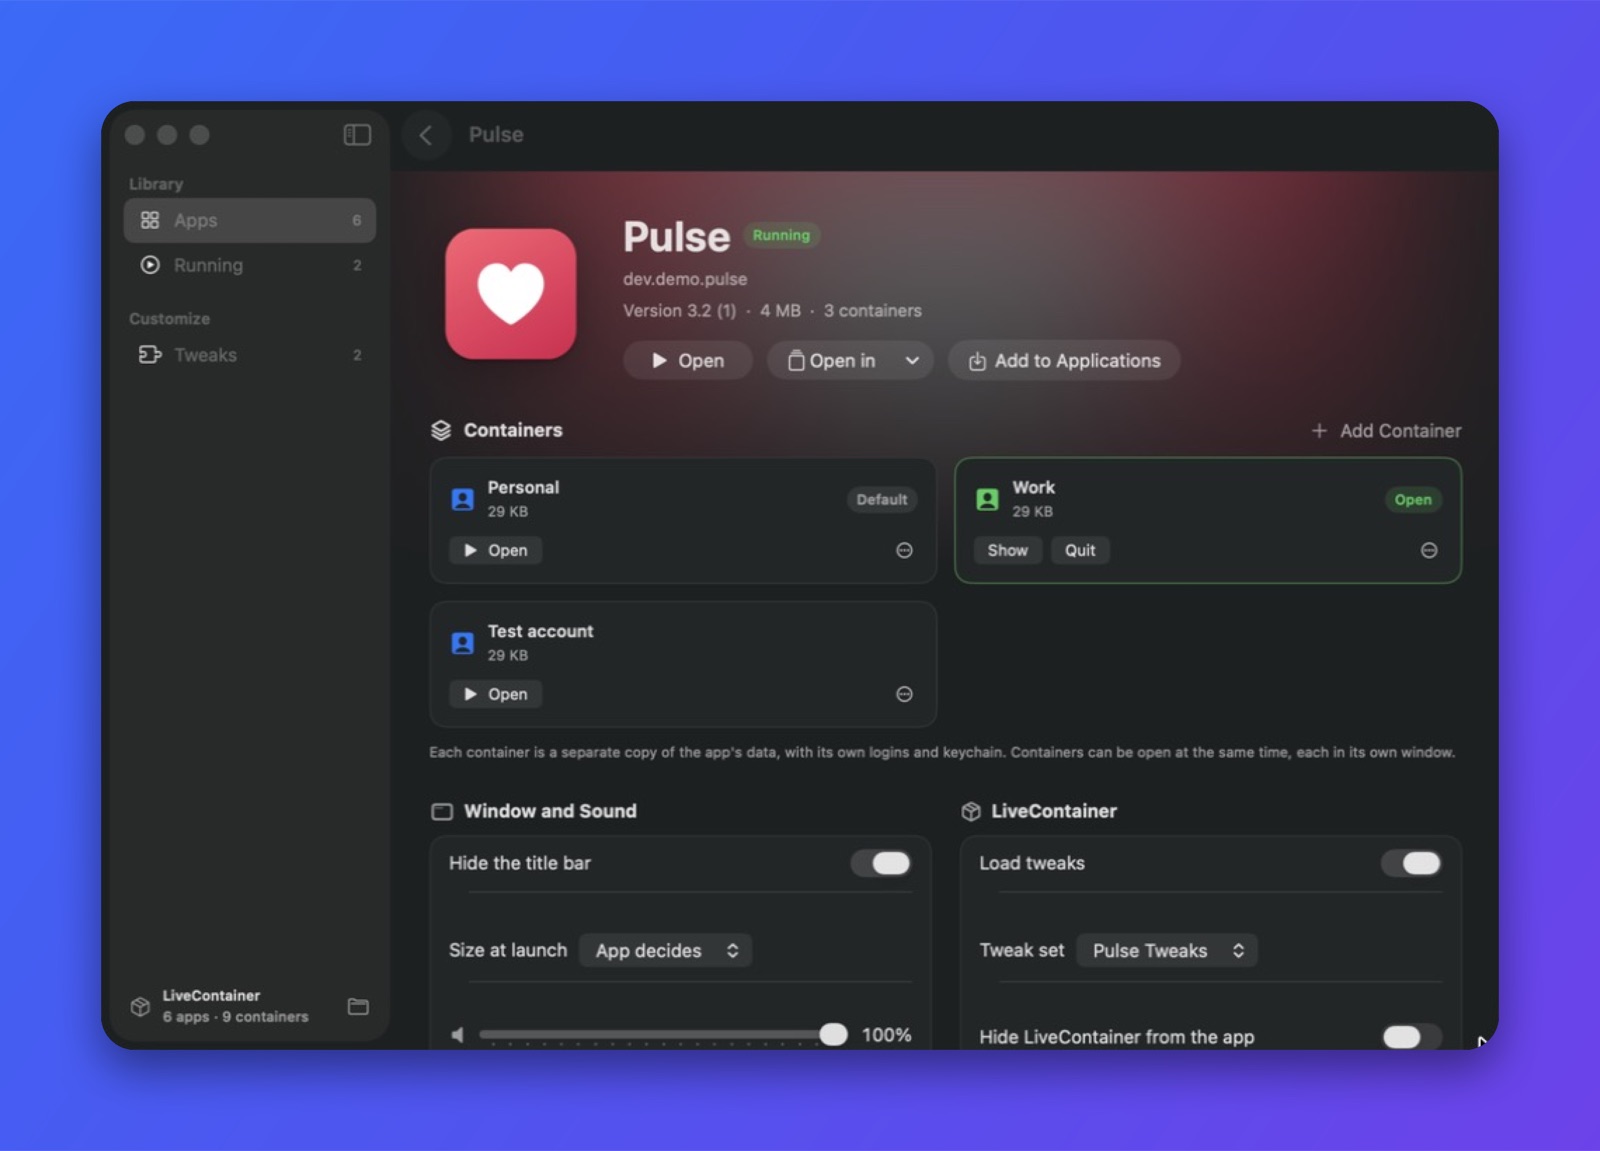 Pulse
Library
Apps 6
Running 2
Customize
Tweaks 2
LiveContainer
6 apps · 9 containers
Pulse Running
dev.demo.pulse
Version 3.2 (1) · 4 MB · 3 containers
Open
Open in
Add to Applications
Containers
Add Container
Personal
29 KB
Default
Open
Work
29 KB
Open
Show
Quit
Test account
29 KB
Open
Each container is a separate copy of the app's data, with its own logins and keychain. Containers can be open at the same time, each in its own window.
Window and Sound
Hide the title bar
Size at launch App decides
100%
LiveContainer
Load tweaks
Tweak set Pulse Tweaks
Hide LiveContainer from the app